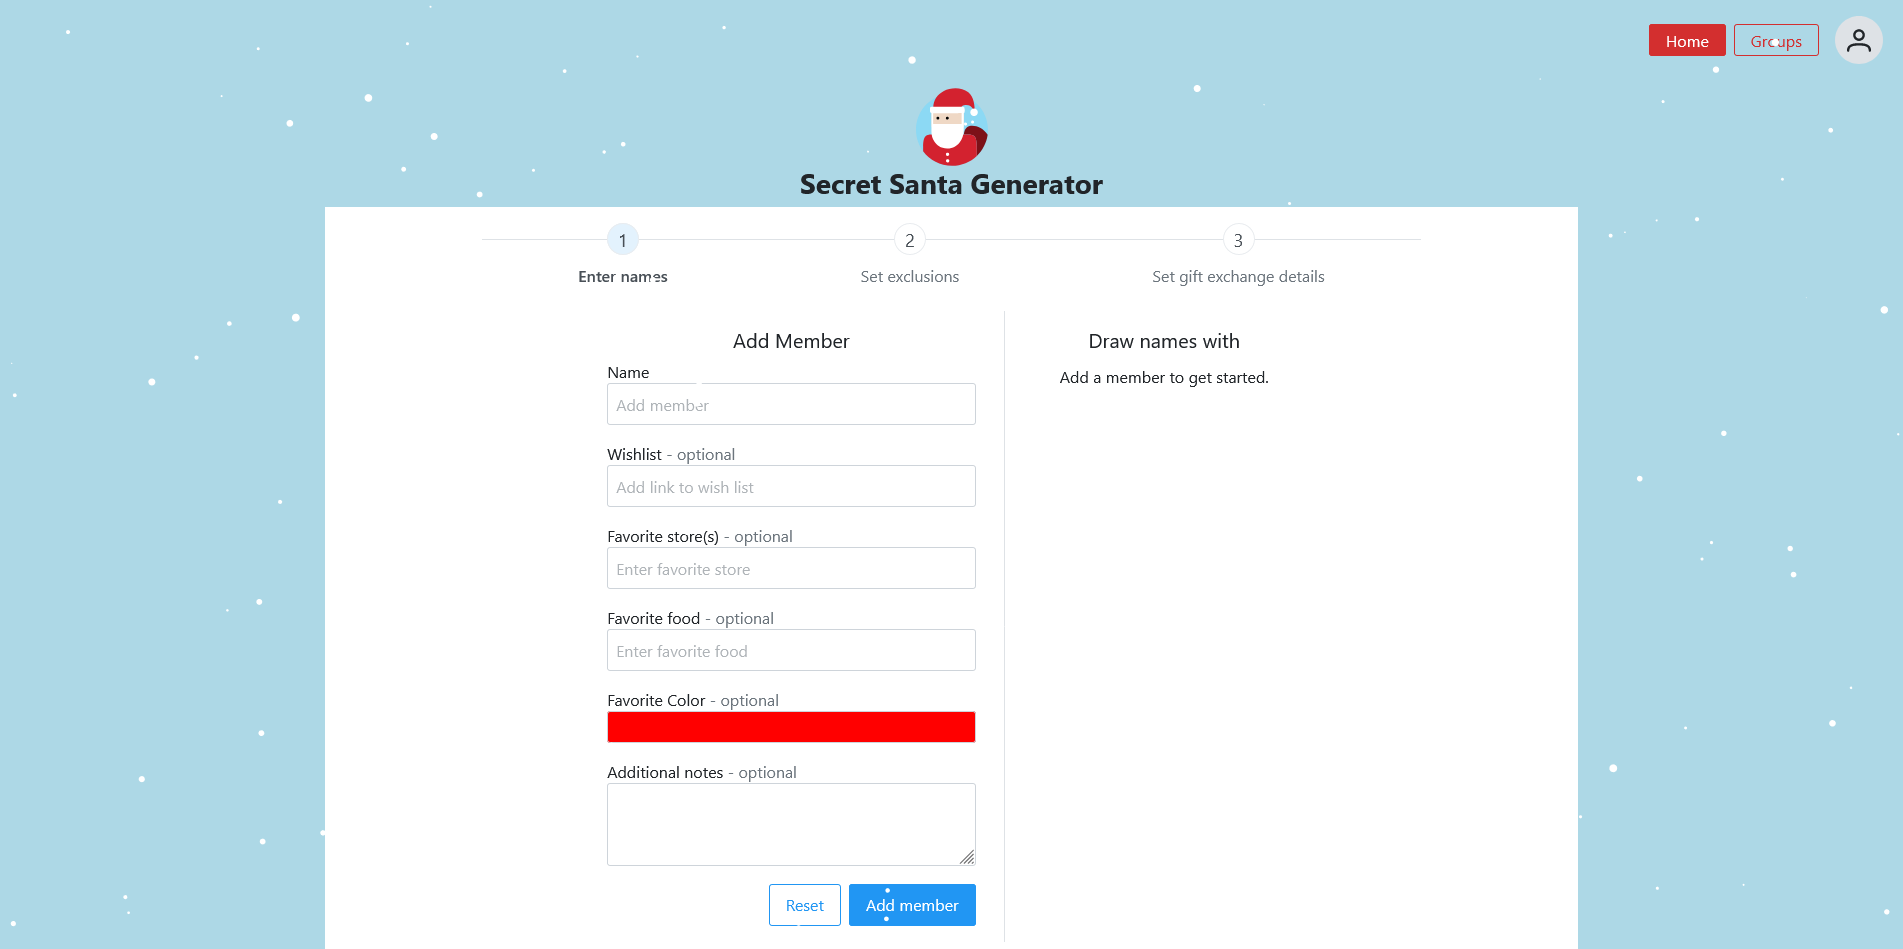 Home
Groups
Secret Santa Generator
1
2
3
Enter names
Set exclusions
Set gift exchange details
Add Member
Name
Add member
Wishlist - optional
Add link to wish list
Favorite store(s) - optional
Enter favorite store
Favorite food - optional
Enter favorite food
Favorite Color - optional
Additional notes - optional
Reset
Add member
Draw names with
Add a member to get started.